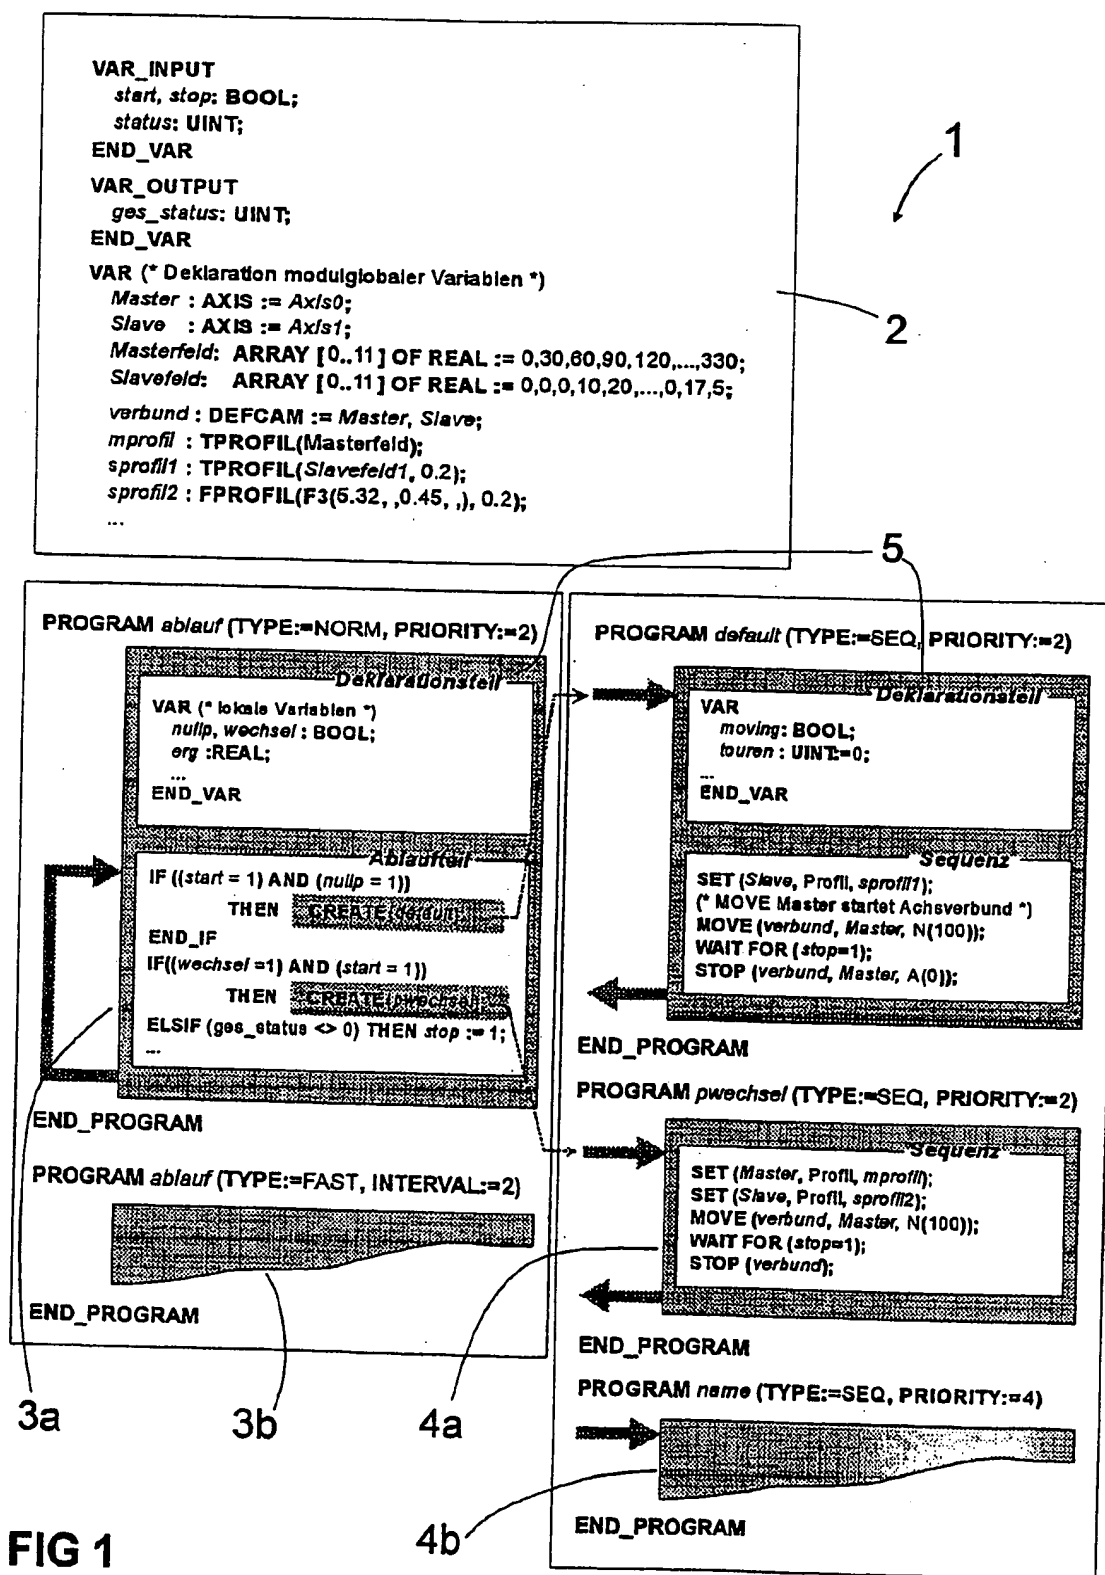 VAR_INPUT
start, stop: BOOL;
status: UINT;
END_VAR
VAR_OUTPUT
ges_status: UINT;
END_VAR
VAR (* Deklaration modulglobaler Variablen *)
Master : AXIS := Axis0;
Slave : AXIS := Axis1;
Masterfeld: ARRAY [0..11] OF REAL := 0,30,60,90,120,...,330;
Slavefeld: ARRAY [0..11] OF REAL := 0,0,0,10,20,...,0,17,5;
verbund : DEFCAM := Master, Slave;
mprofil : TPROFIL(Masterfeld);
sprofil1 : TPROFIL(Slavefeld1, 0.2);
sprofil2 : FPROFIL(F3(5.32, ,0.45, ,), 0.2);
...
1
2
5
PROGRAM ablauf (TYPE:=NORM, PRIORITY:=2)
Deklarationsteil
VAR (* lokale Variablen *)
nullp, wechsel : BOOL;
erg :REAL;
...
END_VAR
Ablaufteil
IF ((start = 1) AND (nullp = 1))
THEN CREATE(default)
END_IF
IF((wechsel =1) AND (start = 1))
THEN CREATE(pwechsel)
ELSIF (ges_status <> 0) THEN stop := 1;
...
END_PROGRAM
PROGRAM ablauf (TYPE:=FAST, INTERVAL:=2)
END_PROGRAM
3a
3b
PROGRAM default (TYPE:=SEQ, PRIORITY:=2)
Deklarationsteil
VAR
moving: BOOL;
touren : UINT:=0;
...
END_VAR
Sequenz
SET (Slave, Profil, sprofil1);
(* MOVE Master startet Achsverbund *)
MOVE (verbund, Master, N(100));
WAIT FOR (stop=1);
STOP (verbund, Master, A(0));
END_PROGRAM
PROGRAM pwechsel (TYPE:=SEQ, PRIORITY:=2)
Sequenz
SET (Master, Profil, mprofil);
SET (Slave, Profil, sprofil2);
MOVE (verbund, Master, N(100));
WAIT FOR (stop=1);
STOP (verbund);
END_PROGRAM
PROGRAM name (TYPE:=SEQ, PRIORITY:=4)
END_PROGRAM
4a
4b
FIG 1